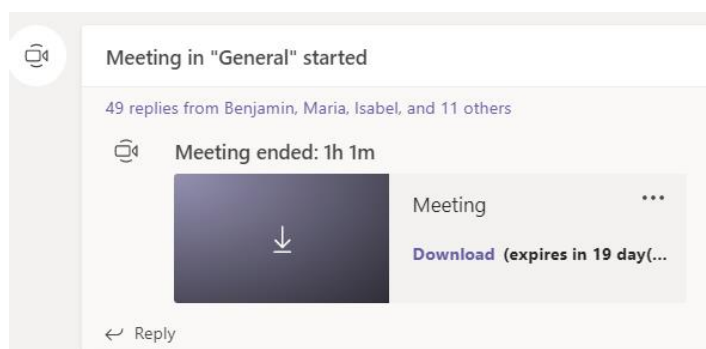 Meeting in "General" started
49 replies from Benjamin, Maria, Isabel, and 11 others
Meeting ended: 1h 1m
Meeting
Download (expires in 19 day(...
Reply